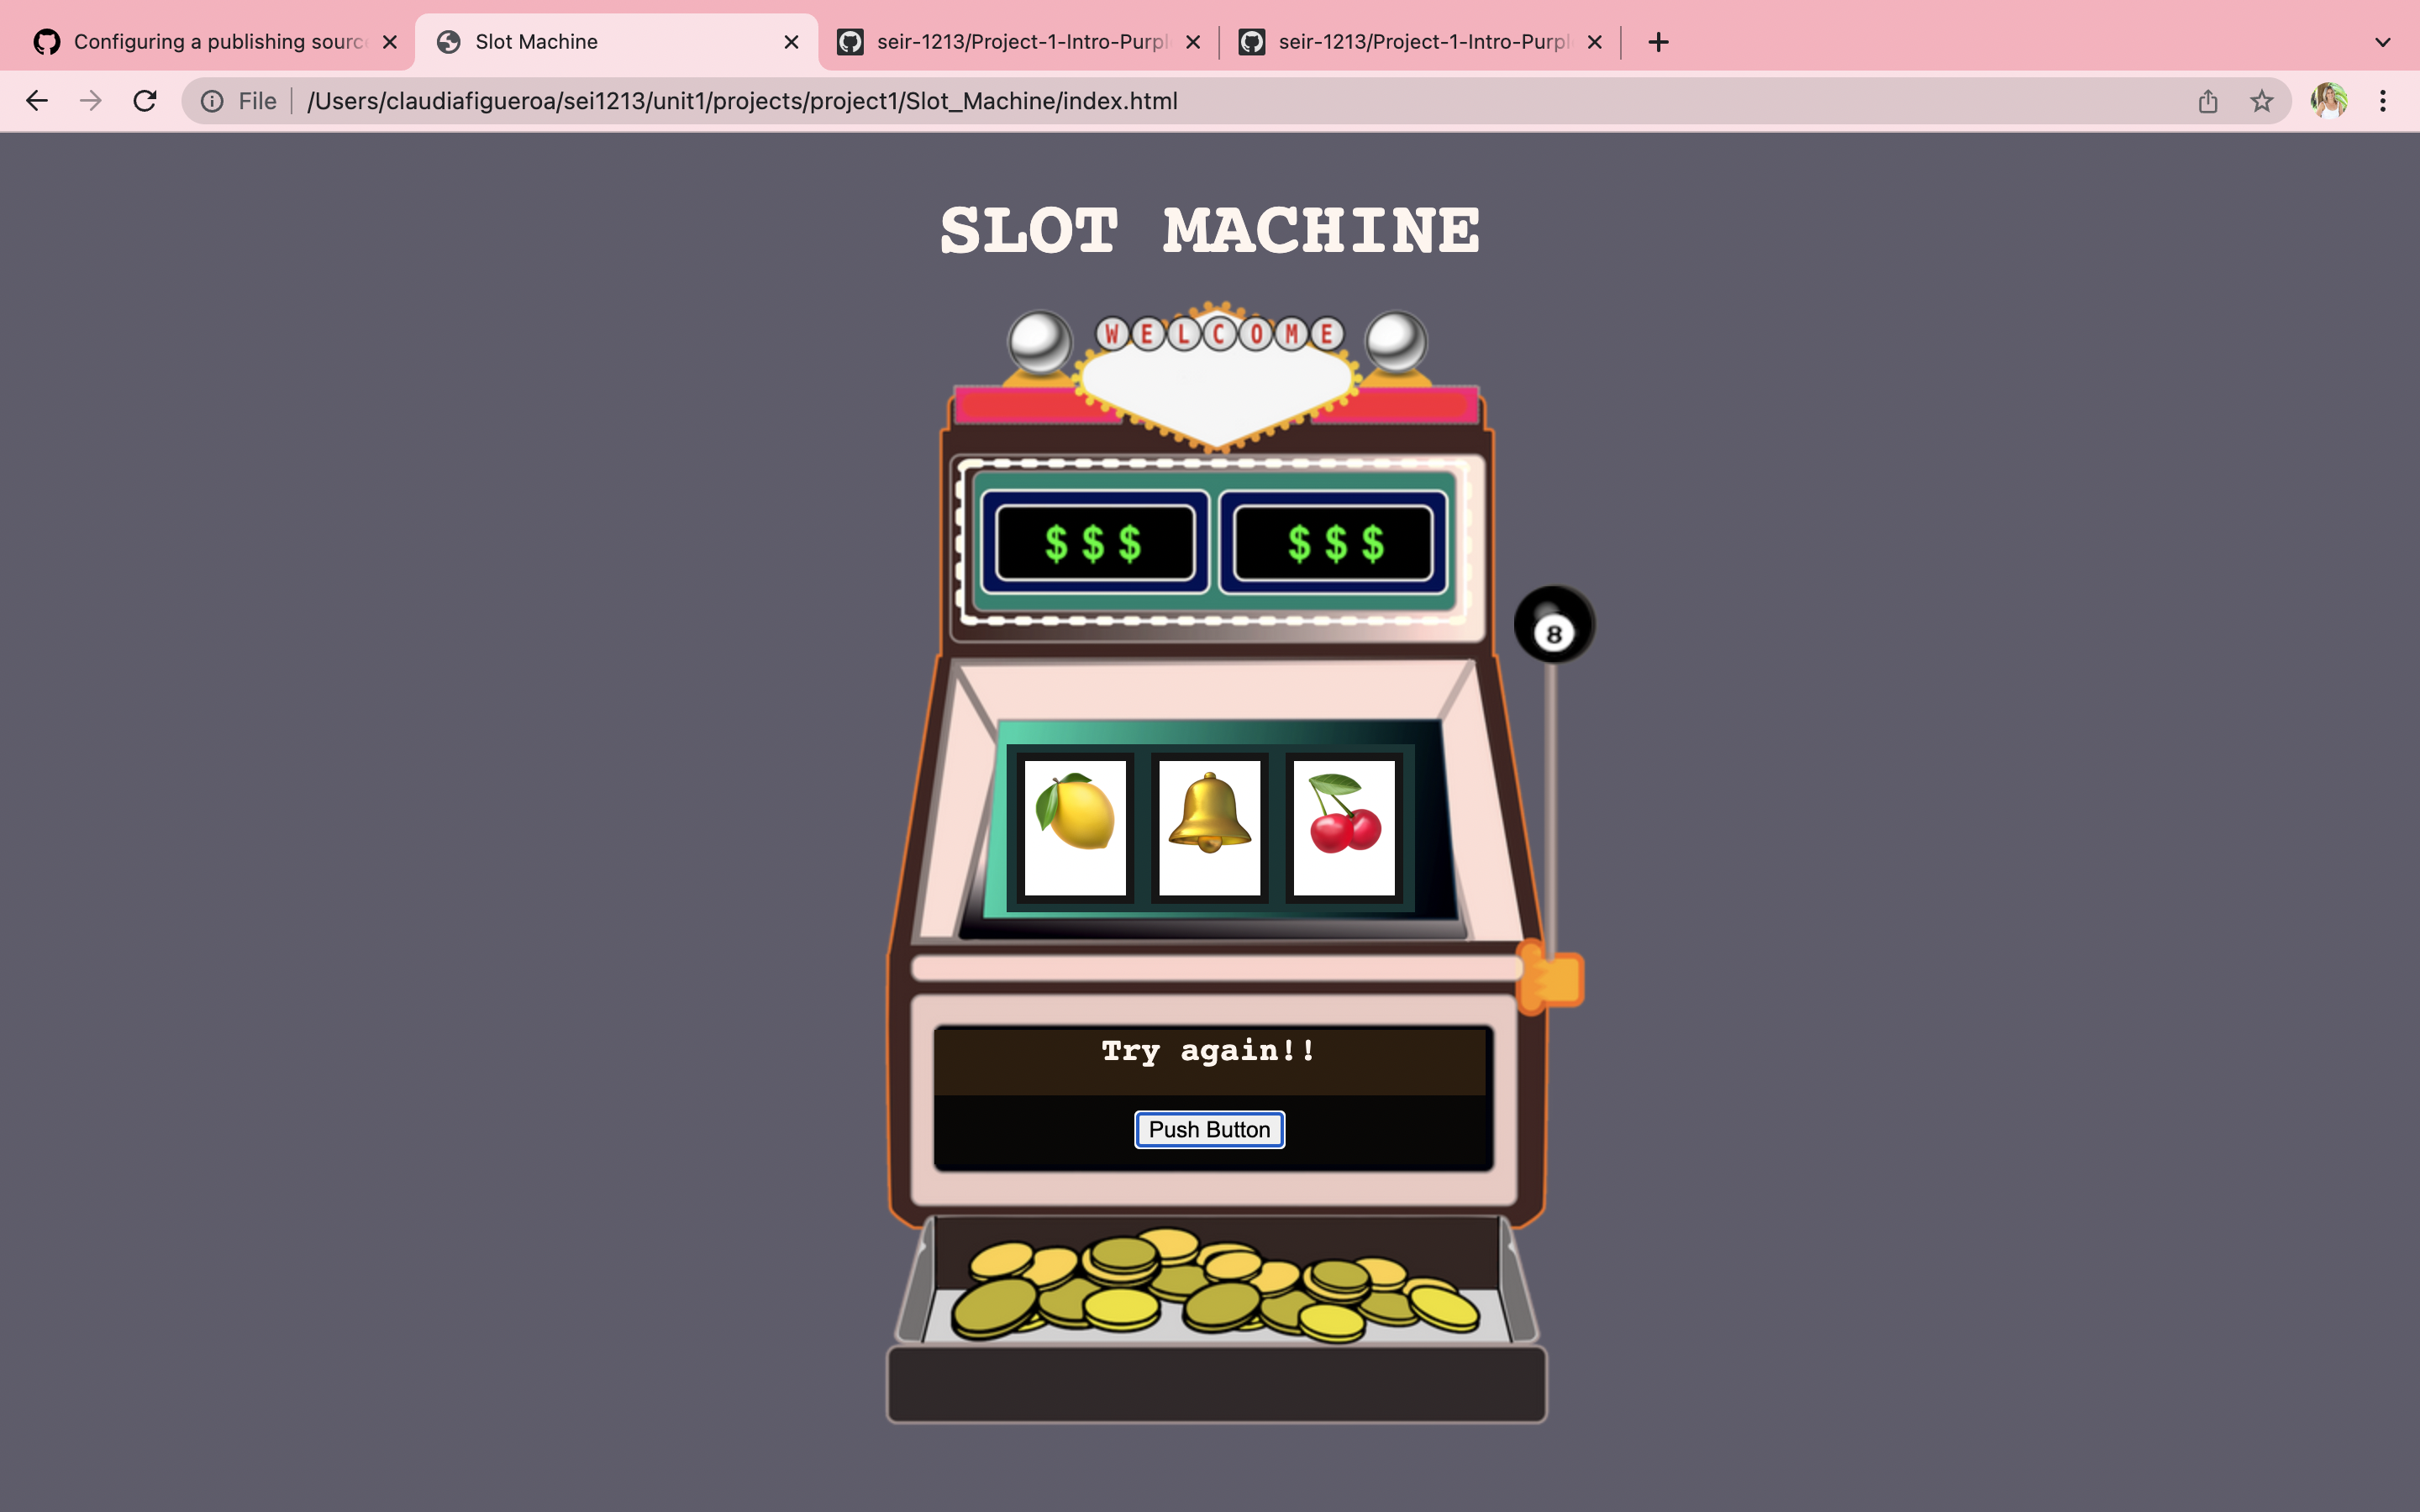 Configuring a publishing sourc
Slot Machine
seir-1213/Project-1-Intro-Purpl
seir-1213/Project-1-Intro-Purpl
File
/Users/claudiafigueroa/sei1213/unit1/projects/project1/Slot_Machine/index.html
SLOT MACHINE
WELCOME
$$$ $$$
8
Try again!!
Push Button